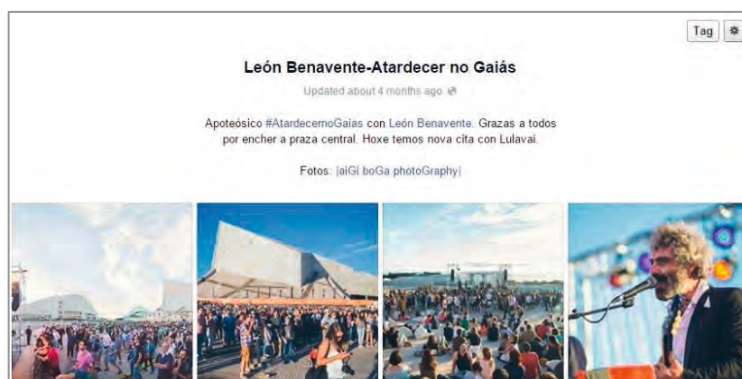 Tag
León Benavente-Atardecer no Gaiás
Updated about 4 months ago
Apoteósico #AtardecernoGaias con León Benavente. Grazas a todos
por encher a praza central. Hoxe temos nova cita con Lulavai.
Fotos: |aiGi boGa photoGraphy|